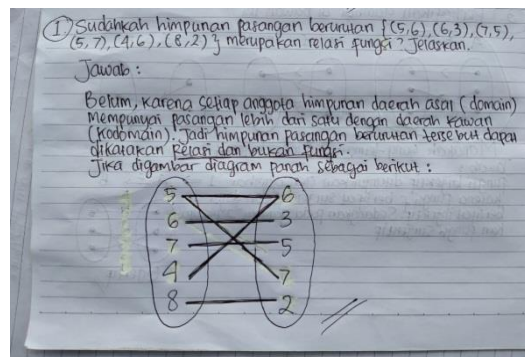 ① Sudahkah himpunan pasangan berurutan {(5,6), (6,3), (7,5),
(5,7), (4,6), (8,2)} merupakan relasi fungsi? Jelaskan.
Jawab :
Belum, karena setiap anggota himpunan daerah asal (domain)
mempunyai pasangan lebih dari satu dengan daerah kawan
(kodomain). Jadi himpunan pasangan berurutan tersebut dapat
dikatakan Relasi dan bukan fungsi.
Jika digambar diagram panah sebagai berikut :
5 6
6 3
7 5
4 7
8 2